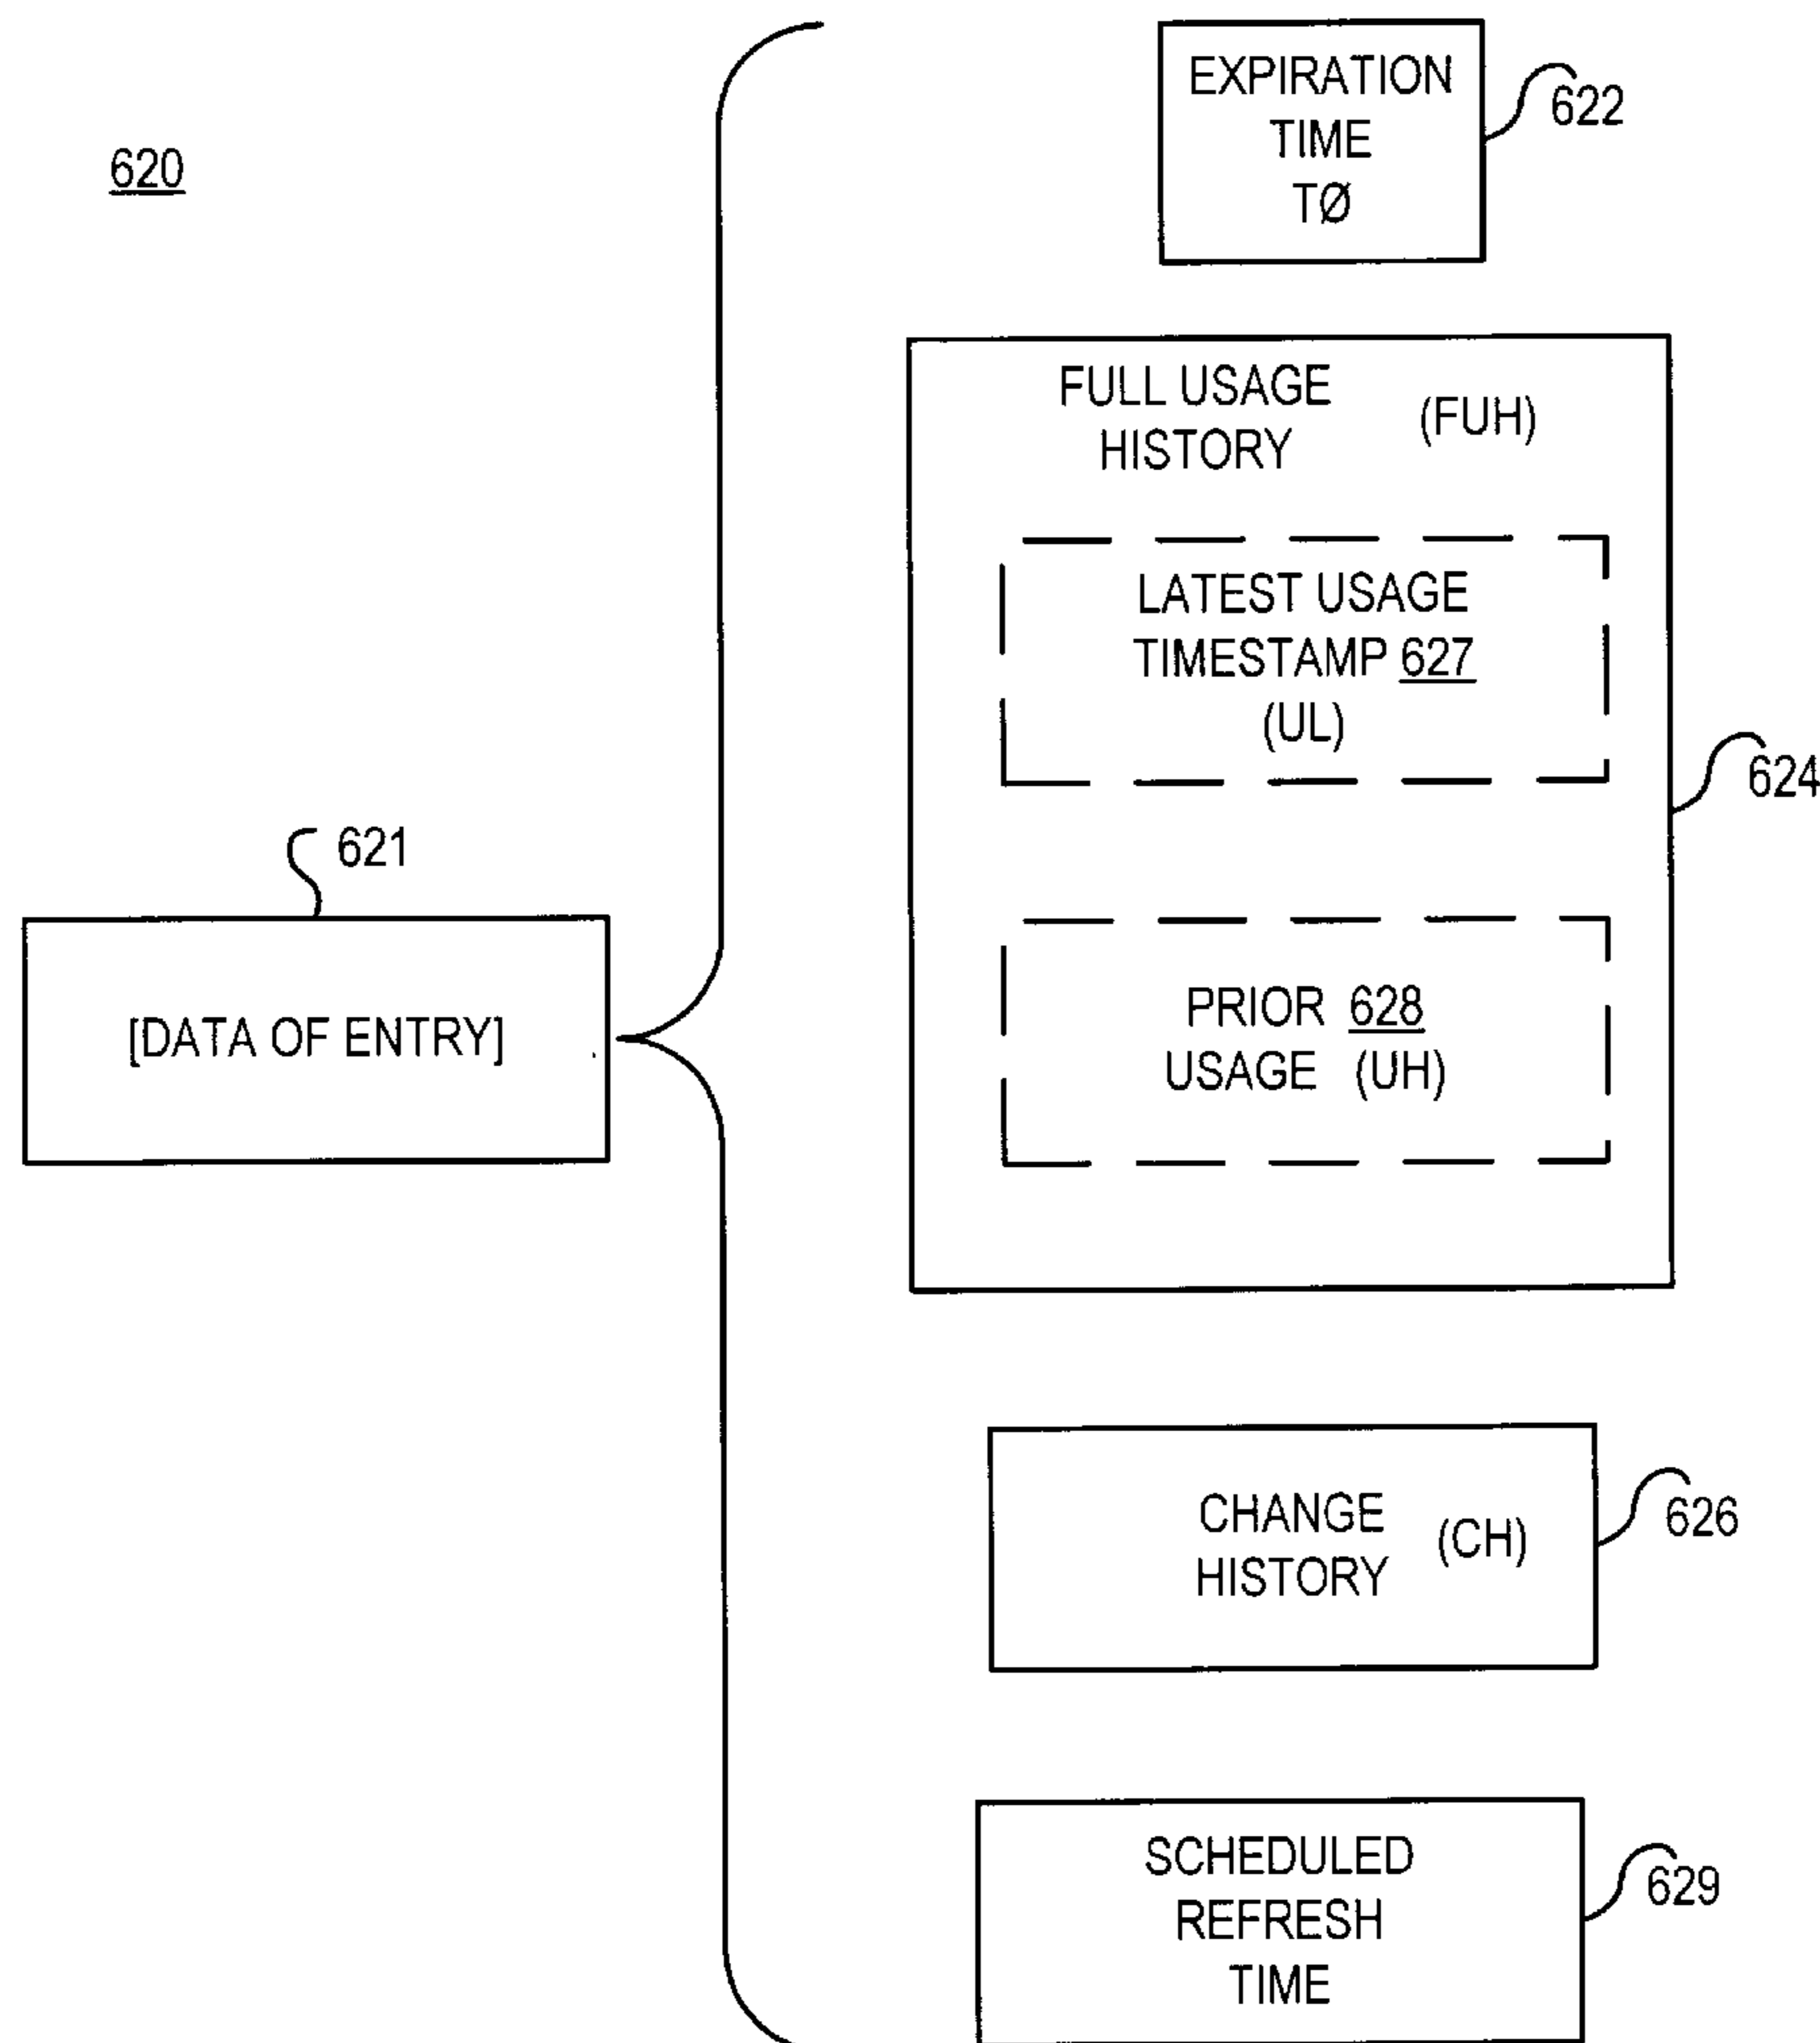 620
EXPIRATION
TIME
TØ
622
FULL USAGE
HISTORY (FUH)
LATEST USAGE
TIMESTAMP 627
(UL)
624
621
[DATA OF ENTRY]
PRIOR 628
USAGE (UH)
CHANGE
HISTORY (CH)
626
SCHEDULED
REFRESH
TIME
629